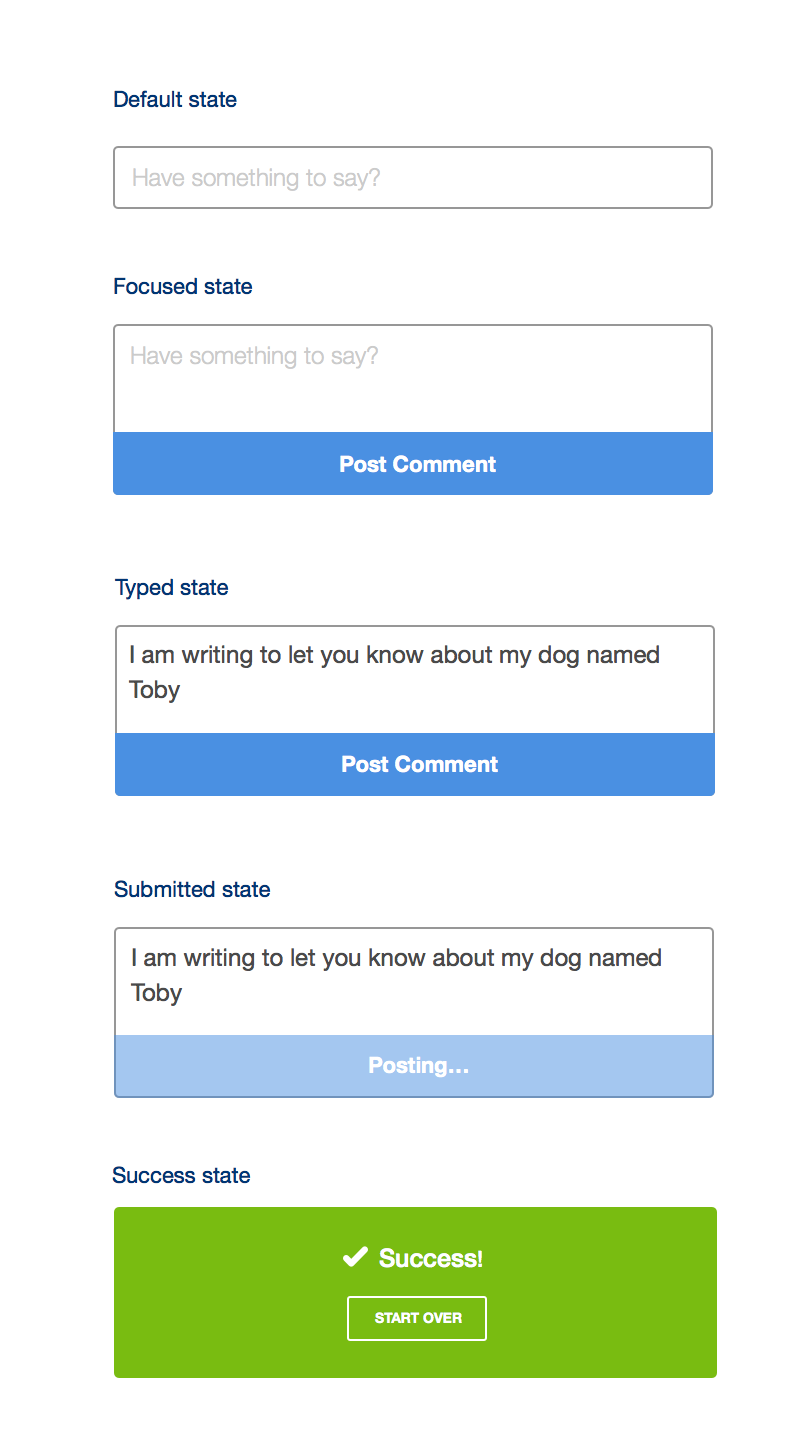 Default state
Have something to say?
Focused state
Have something to say?
Post Comment
Typed state
I am writing to let you know about my dog named
Toby
Post Comment
Submitted state
I am writing to let you know about my dog named
Toby
Posting...
Success state
Success!
START OVER